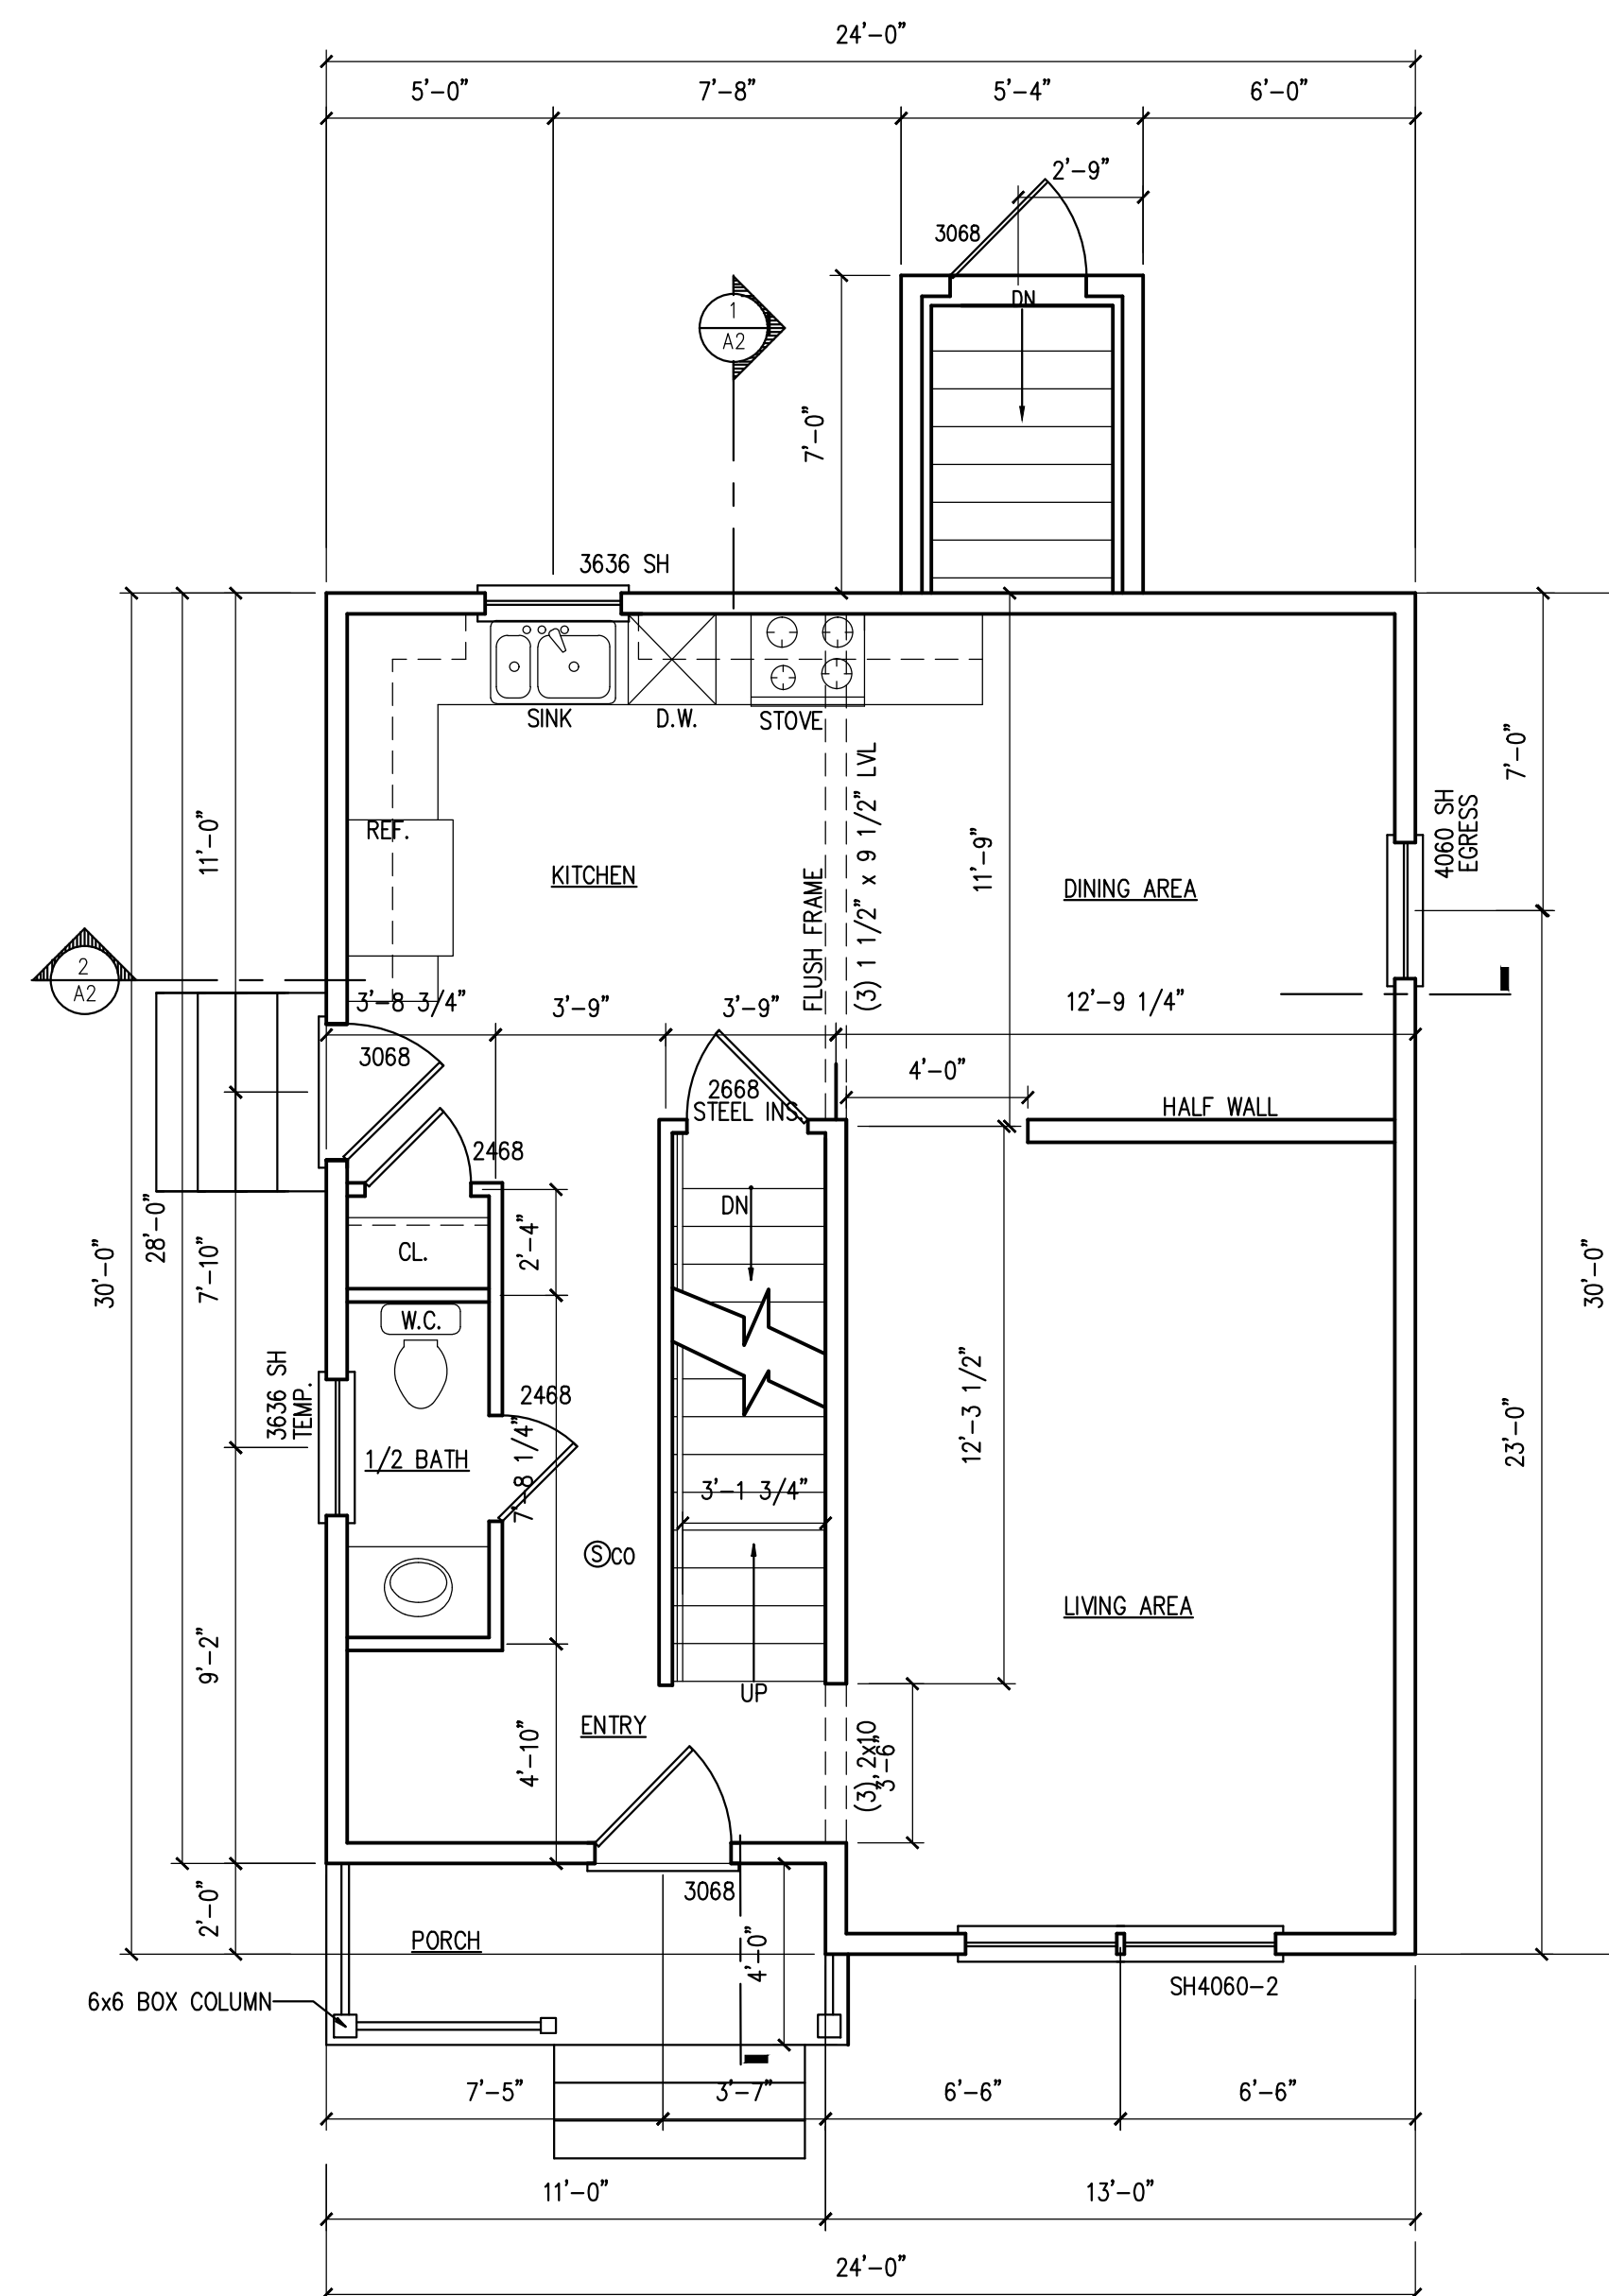 24'-0"
5'-0" 7'-8" 5'-4" 6'-0"
2'-9"
3068
DN
1
A2
7'-0"
3636 SH
SINK D.W. STOVE
REF.
KITCHEN
FLUSH FRAME
(3) 1 1/2" x 9 1/2" LVL
11'-9"
DINING AREA
4060 SH
EGRESS
7'-0"
11'-0"
2
A2
3'-8 3/4" 3'-9" 3'-9" 12'-9 1/4"
3068
2668
STEEL INS.
4'-0"
HALF WALL
2468
DN
CL.
2'-4"
30'-0"
28'-0"
7'-10"
30'-0"
W.C.
3636 SH
TEMP.
2468
1/2 BATH
7'-8 1/4"
12'-3 1/2"
23'-0"
3'-1 3/4"
S CO
LIVING AREA
9'-2"
UP
ENTRY
4'-10"
(3) 2x10
3'-6"
3068
2'-0"
PORCH
4'-0"
SH4060-2
6x6 BOX COLUMN
7'-5" 3'-7" 6'-6" 6'-6"
11'-0" 13'-0"
24'-0"